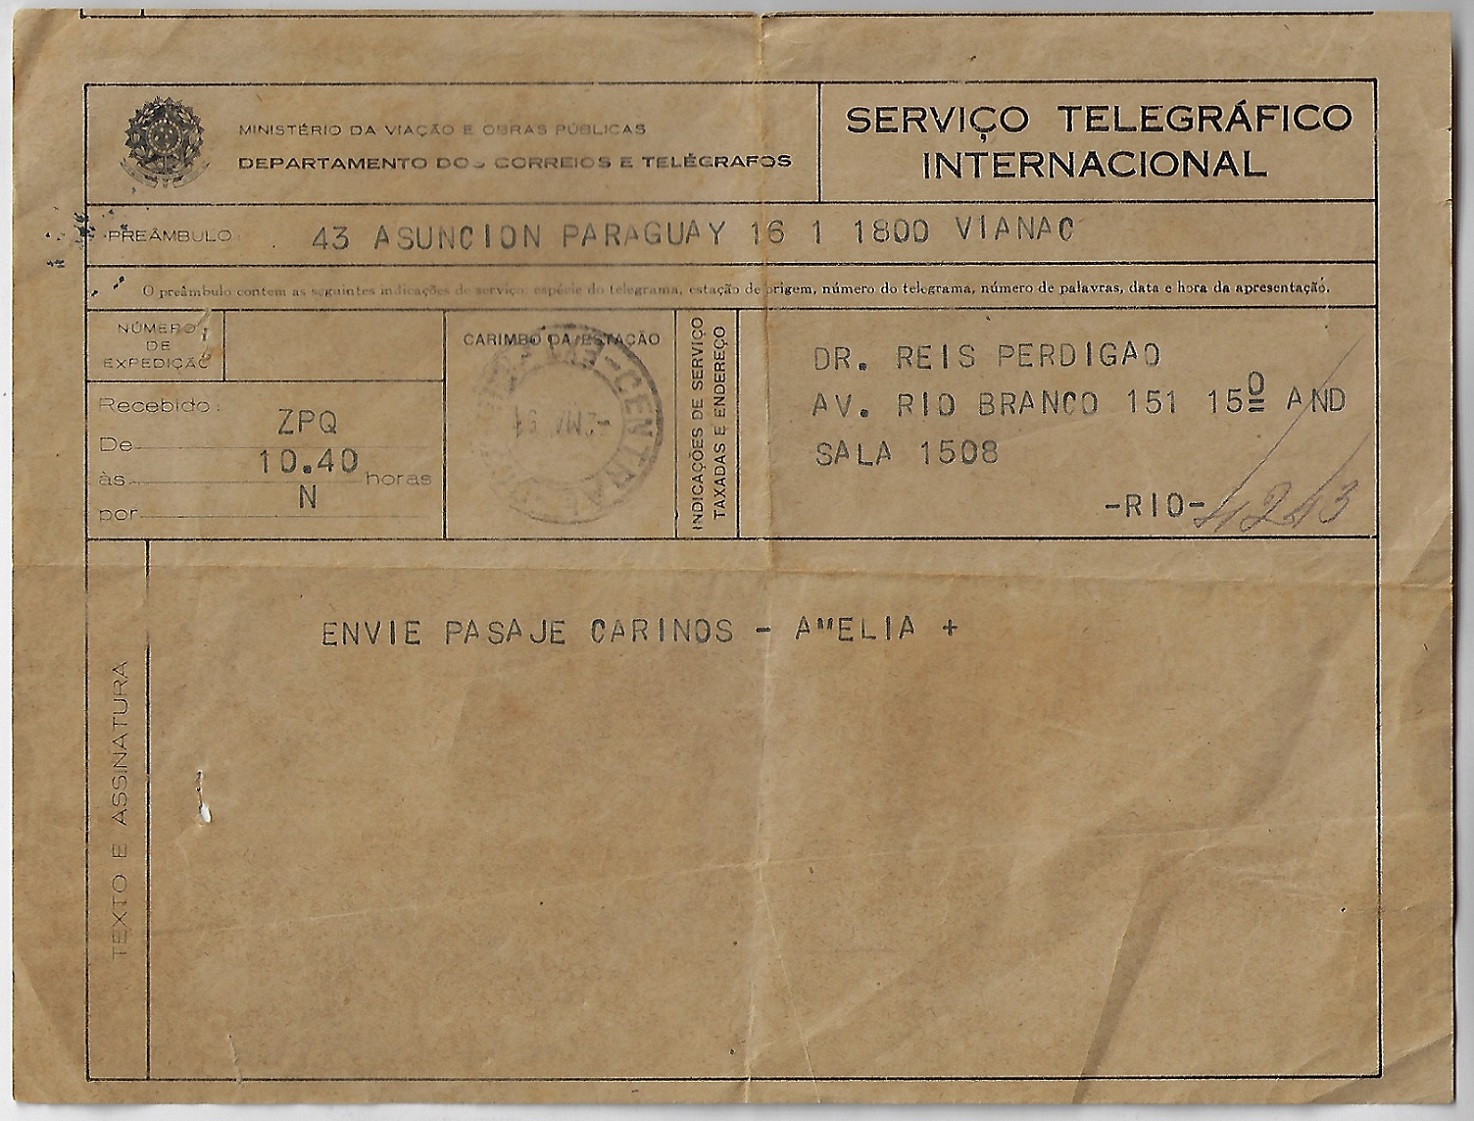 MINISTÉRIO DA VIAÇÃO E OBRAS PÚBLICAS
DEPARTAMENTO DOS CORREIOS E TELÉGRAFOS
SERVIÇO TELEGRÁFICO
INTERNACIONAL
PREÂMBULO: 43 ASUNCION PARAGUAY 16 1 1800 VIANAC
O preâmbulo contem as seguintes indicações de serviço: espécie do telegrama, estação de origem, número do telegrama, número de palavras, data e hora da apresentação.
NÚMERO
DE
EXPEDIÇÃO
Recebido:
De ZPQ
às 10.40 horas
por N
CARIMBO DA ESTAÇÃO
CENTRAL
INDICAÇÕES DE SERVIÇO
TAXADAS E ENDEREÇO
DR. REIS PERDIGAO
AV. RIO BRANCO 151 15º AND
SALA 1508
-RIO-
TEXTO E ASSINATURA
ENVIE PASAJE CARINOS - AMELIA +